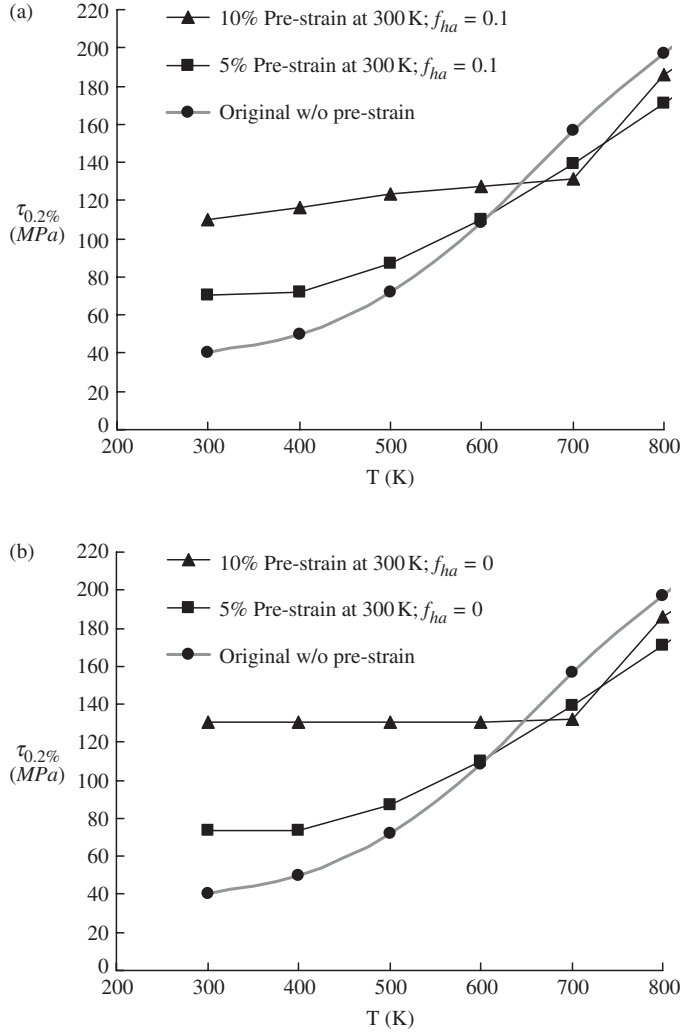 (a)
220
200
180
160
140
120
100
80
60
40
20
0
τ0.2%
(MPa)
10% Pre-strain at 300 K; fha = 0.1
5% Pre-strain at 300 K; fha = 0.1
Original w/o pre-strain
200 300 400 500 600 700 800
T (K)
(b)
220
200
180
160
140
120
100
80
60
40
20
0
τ0.2%
(MPa)
10% Pre-strain at 300 K; fha = 0
5% Pre-strain at 300 K; fha = 0
Original w/o pre-strain
200 300 400 500 600 700 800
T (K)